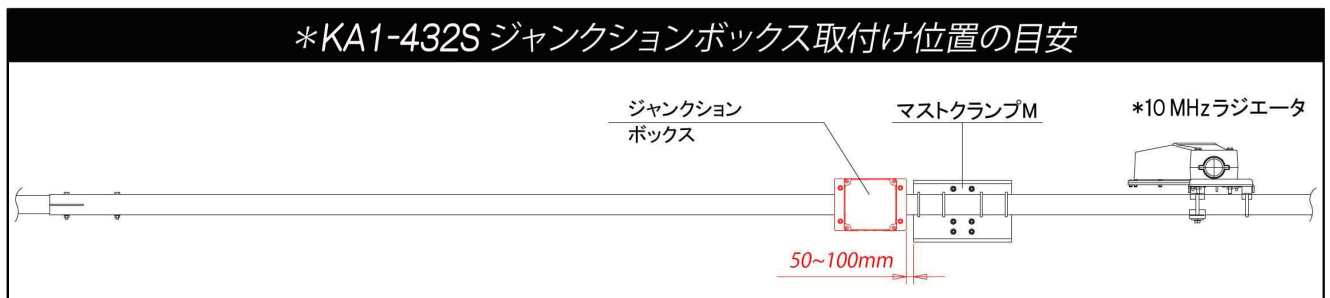 *KA1-432S ジャンクションボックス取付け位置の目安
ジャンクション
ボックス
マストクランプM
*10 MHzラジエータ
50~100mm